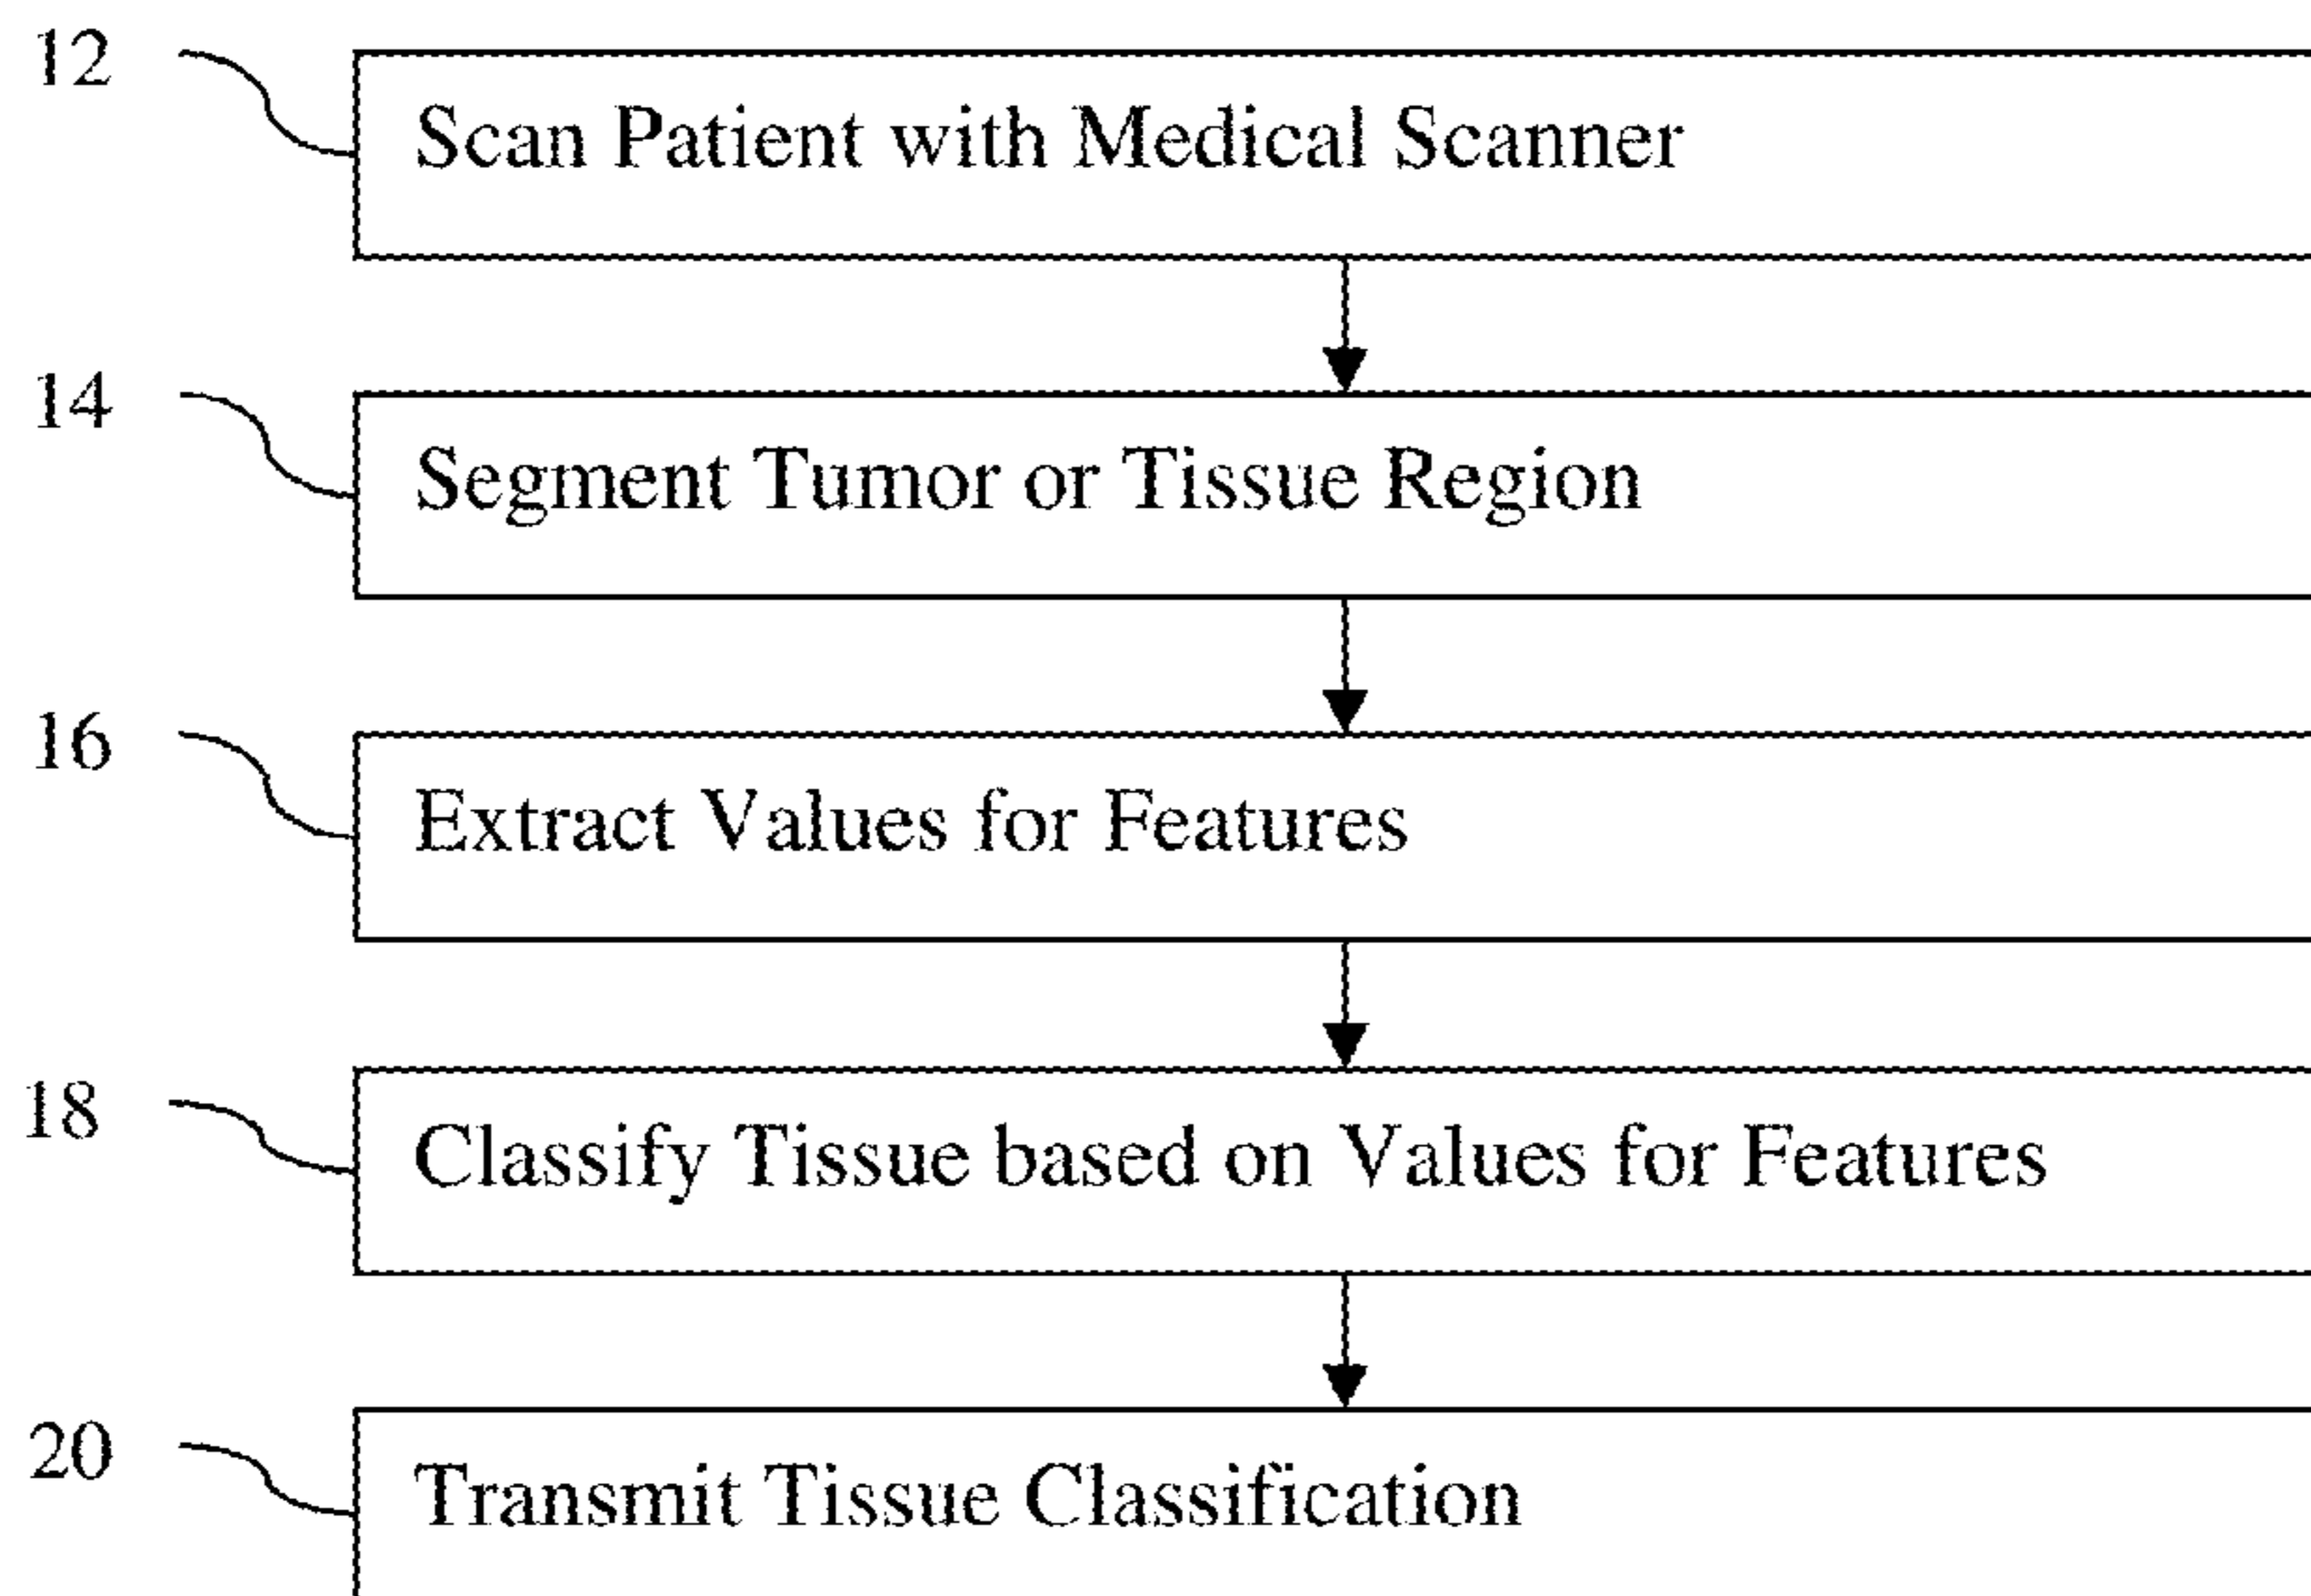 12 Scan Patient with Medical Scanner
14 Segment Tumor or Tissue Region
16 Extract Values for Features
18 Classify Tissue based on Values for Features
20 Transmit Tissue Classification